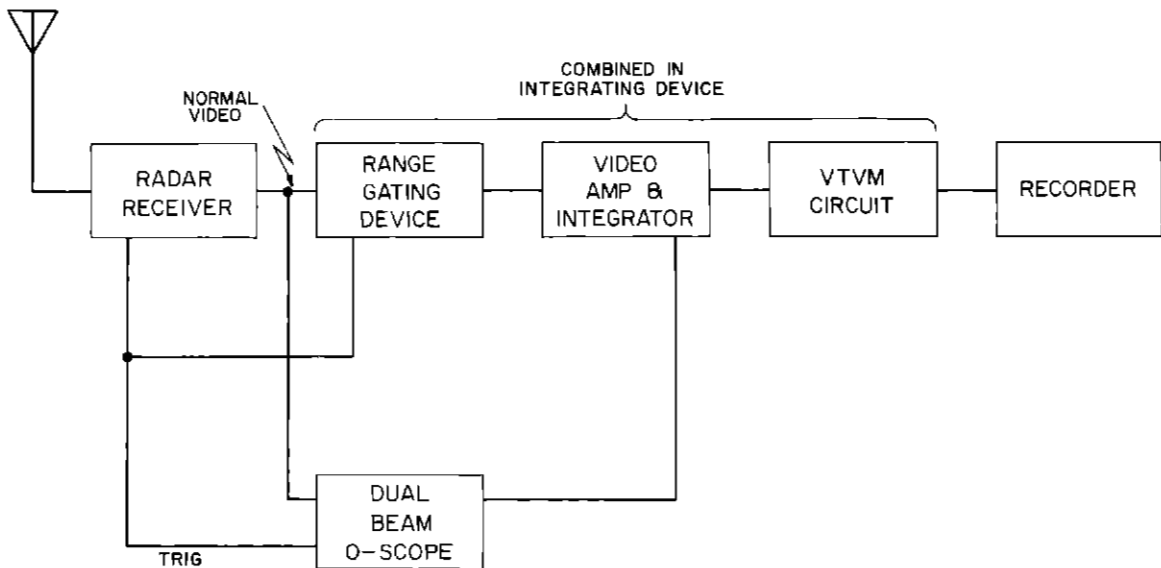 COMBINED IN
INTEGRATING DEVICE
NORMAL
VIDEO
RADAR
RECEIVER
RANGE
GATING
DEVICE
VIDEO
AMP &
INTEGRATOR
VTVM
CIRCUIT
RECORDER
DUAL
BEAM
O-SCOPE
TRIG